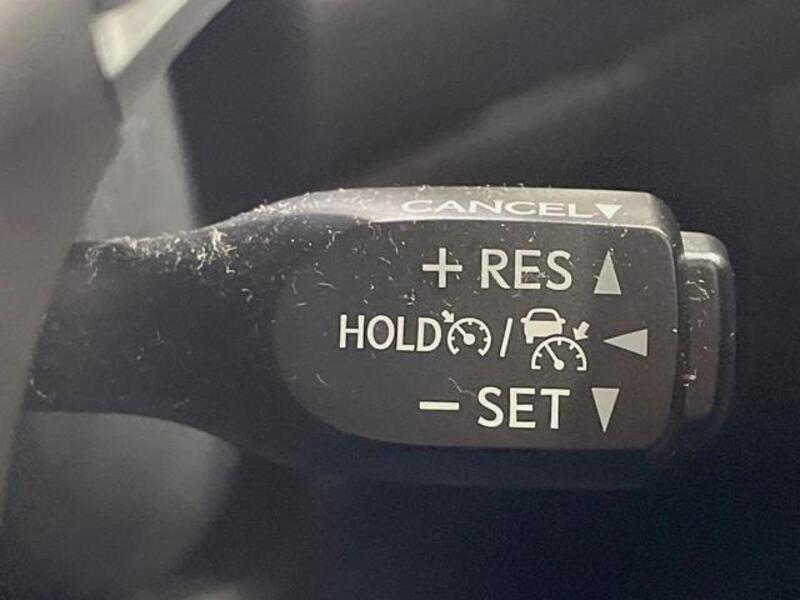 CANCEL▼
+ RES ▲
HOLD / ◀
− SET ▼